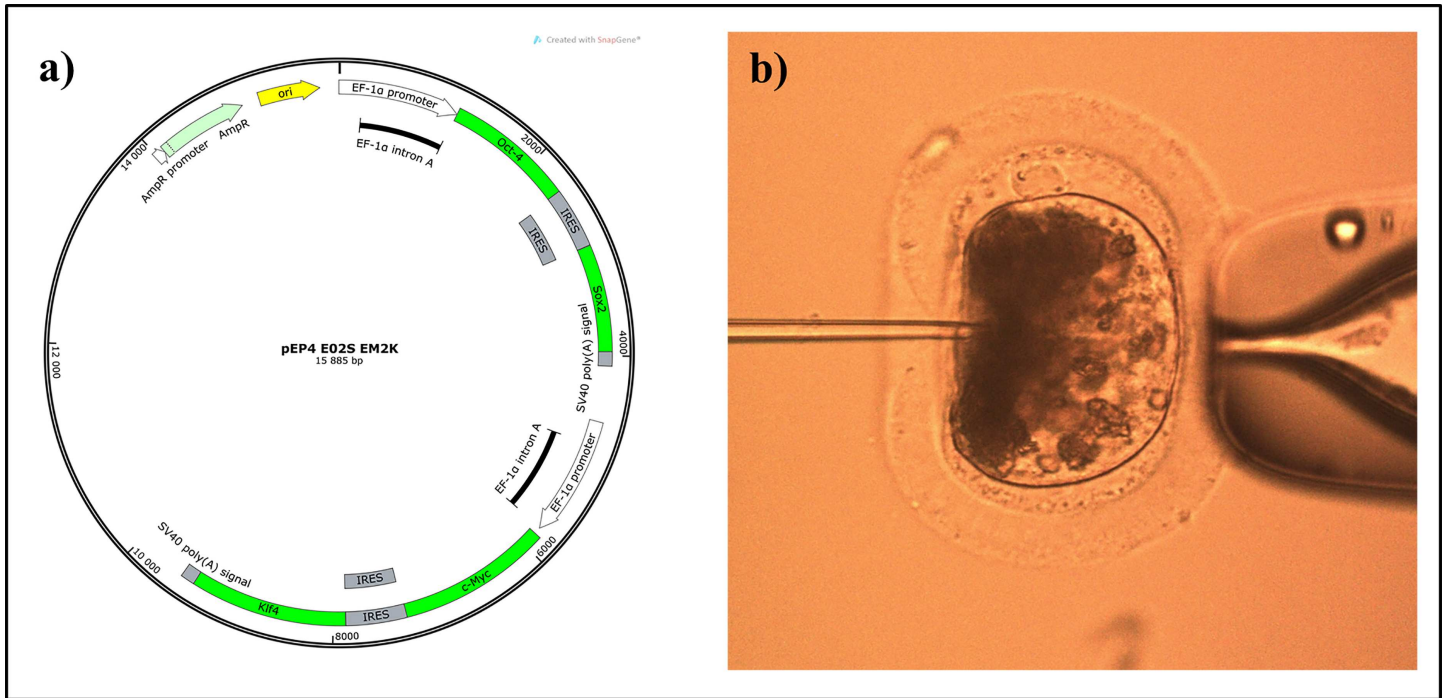 a)
Created with SnapGene®
ori
EF-1α promoter
AmpR
EF-1α intron A
Oct-4
2000
14 000
AmpR promoter
IRES
IRES
Sox2
SV40 poly(A) signal
4000
12 000
pEP4 E02S EM2K
15 885 bp
EF-1α intron A
EF-1α promoter
6000
SV40 poly(A) signal
10 000
IRES
c-Myc
Klf4
IRES
8000
b)